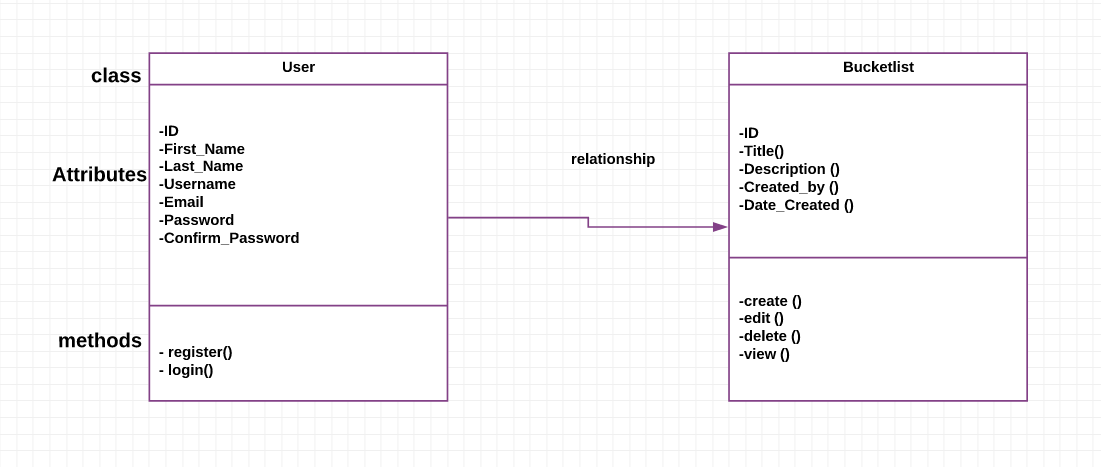 class
User
Attributes
-ID
-First_Name
-Last_Name
-Username
-Email
-Password
-Confirm_Password
methods
- register()
- login()
relationship
Bucketlist
-ID
-Title()
-Description ()
-Created_by ()
-Date_Created ()
-create ()
-edit ()
-delete ()
-view ()